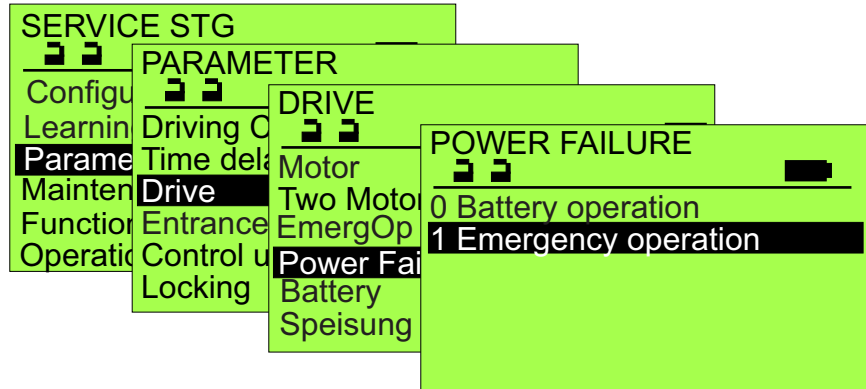 SERVICE STG
Configu
Learnin
Parame
Mainten
Function
Operatio
PARAMETER
Driving C
Time dela
Drive
Entrance
Control u
Locking
DRIVE
Motor
Two Motor
EmergOp
Power Fai
Battery
Speisung
POWER FAILURE
0 Battery operation
1 Emergency operation